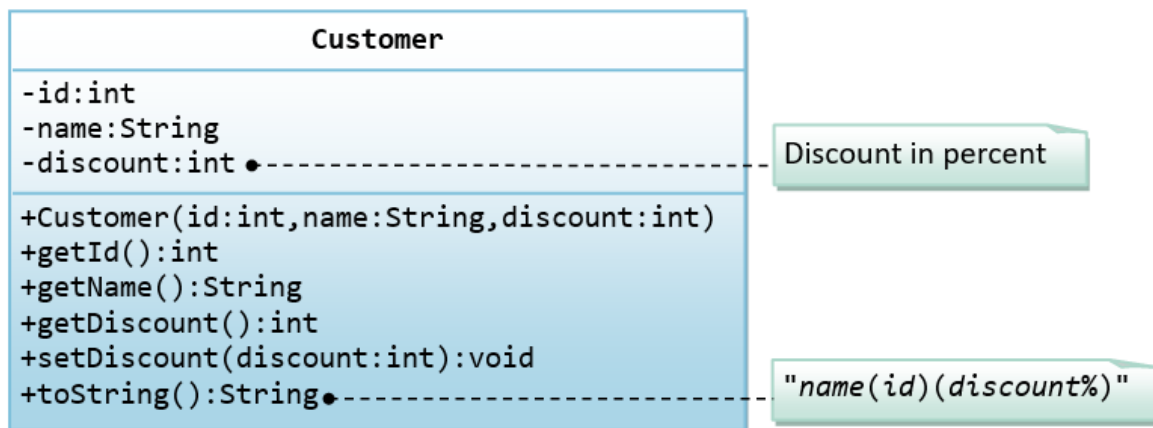 Customer
-id:int
-name:String
-discount:int
Discount in percent
+Customer(id:int,name:String,discount:int)
+getId():int
+getName():String
+getDiscount():int
+setDiscount(discount:int):void
+toString():String
"name(id)(discount%)"